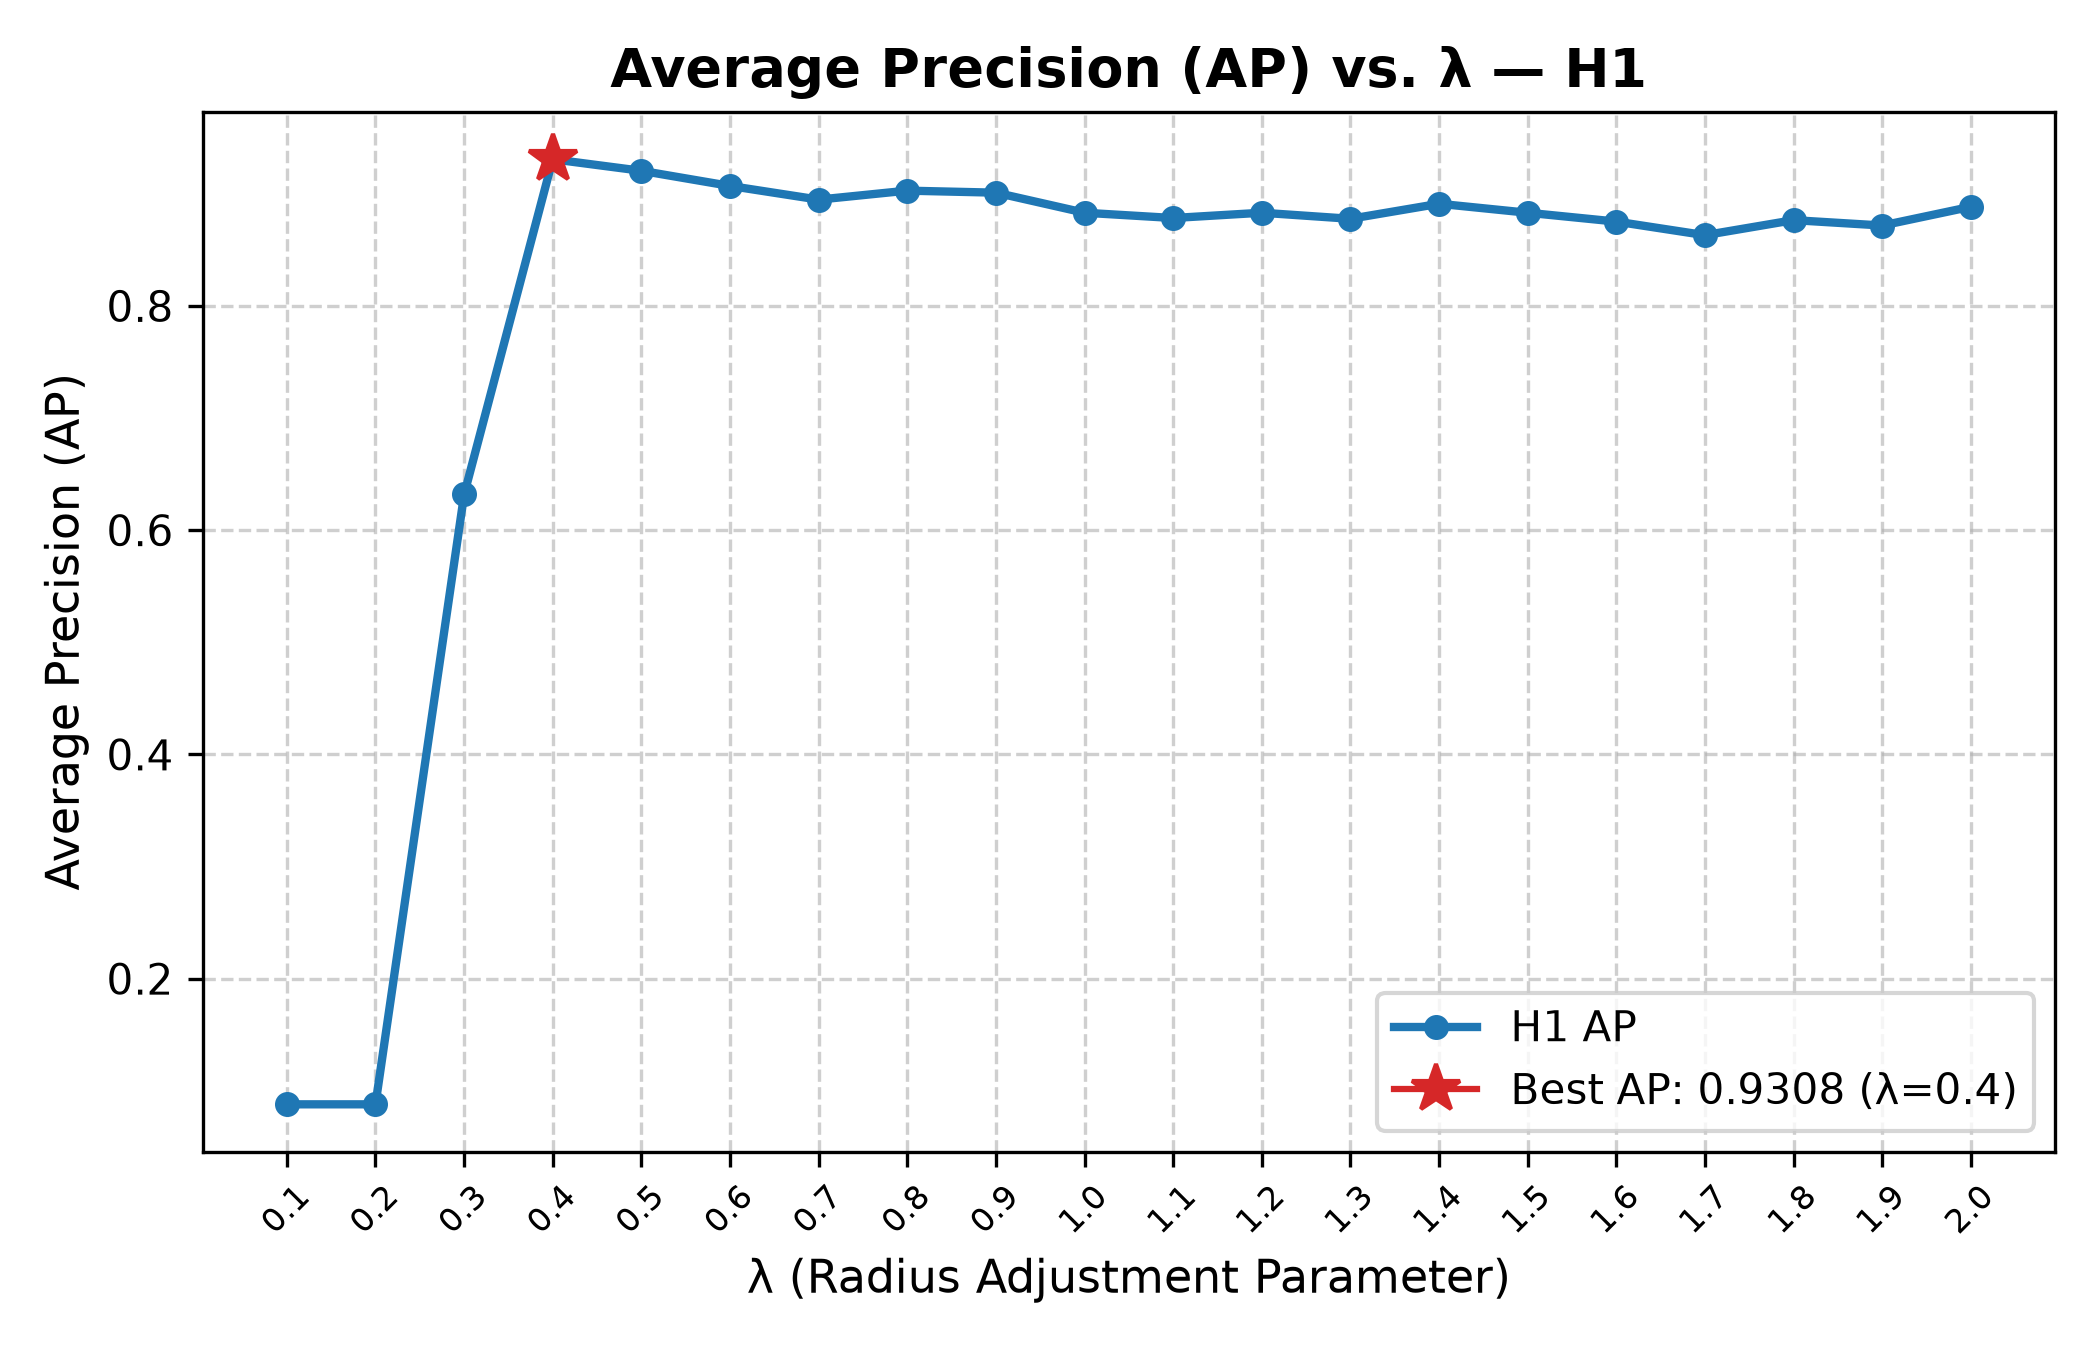 Average Precision (AP) vs. λ — H1
Average Precision (AP)
0.8
0.6
0.4
0.2
H1 AP
Best AP: 0.9308 (λ=0.4)
0.1 0.2 0.3 0.4 0.5 0.6 0.7 0.8 0.9 1.0 1.1 1.2 1.3 1.4 1.5 1.6 1.7 1.8 1.9 2.0
λ (Radius Adjustment Parameter)